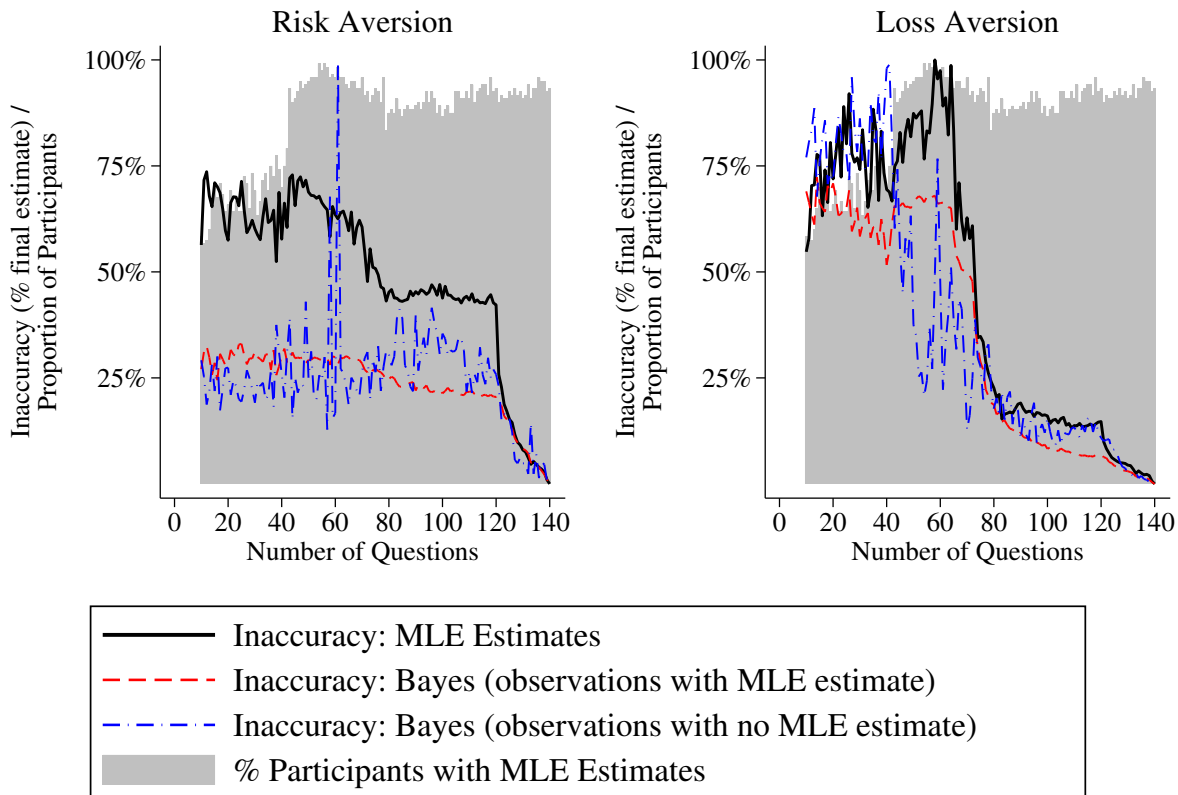 Risk Aversion
Inaccuracy (% final estimate) /
Proportion of Participants
100%
75%
50%
25%
0 20 40 60 80 100 120 140
Number of Questions
Loss Aversion
Inaccuracy (% final estimate) /
Proportion of Participants
100%
75%
50%
25%
0 20 40 60 80 100 120 140
Number of Questions
Inaccuracy: MLE Estimates
Inaccuracy: Bayes (observations with MLE estimate)
Inaccuracy: Bayes (observations with no MLE estimate)
% Participants with MLE Estimates